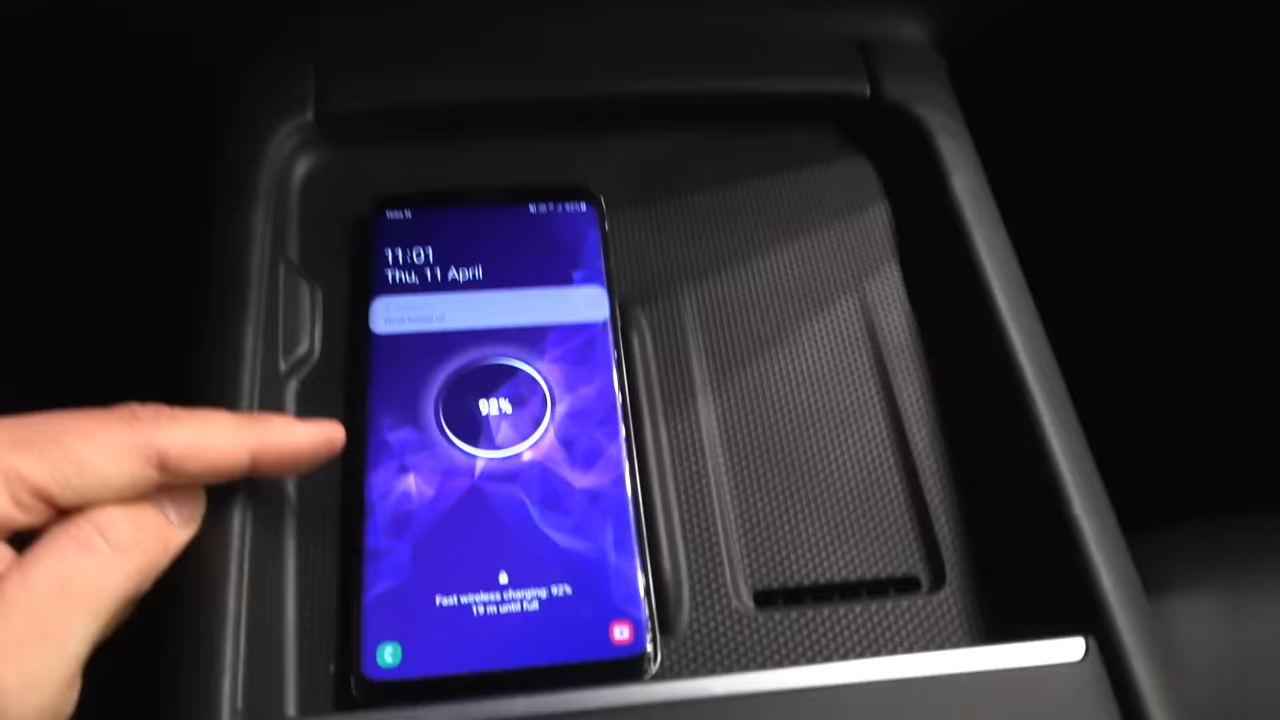 11:01
Thu, 11 April
92%
Fast wireless charging: 92%
19 m until full